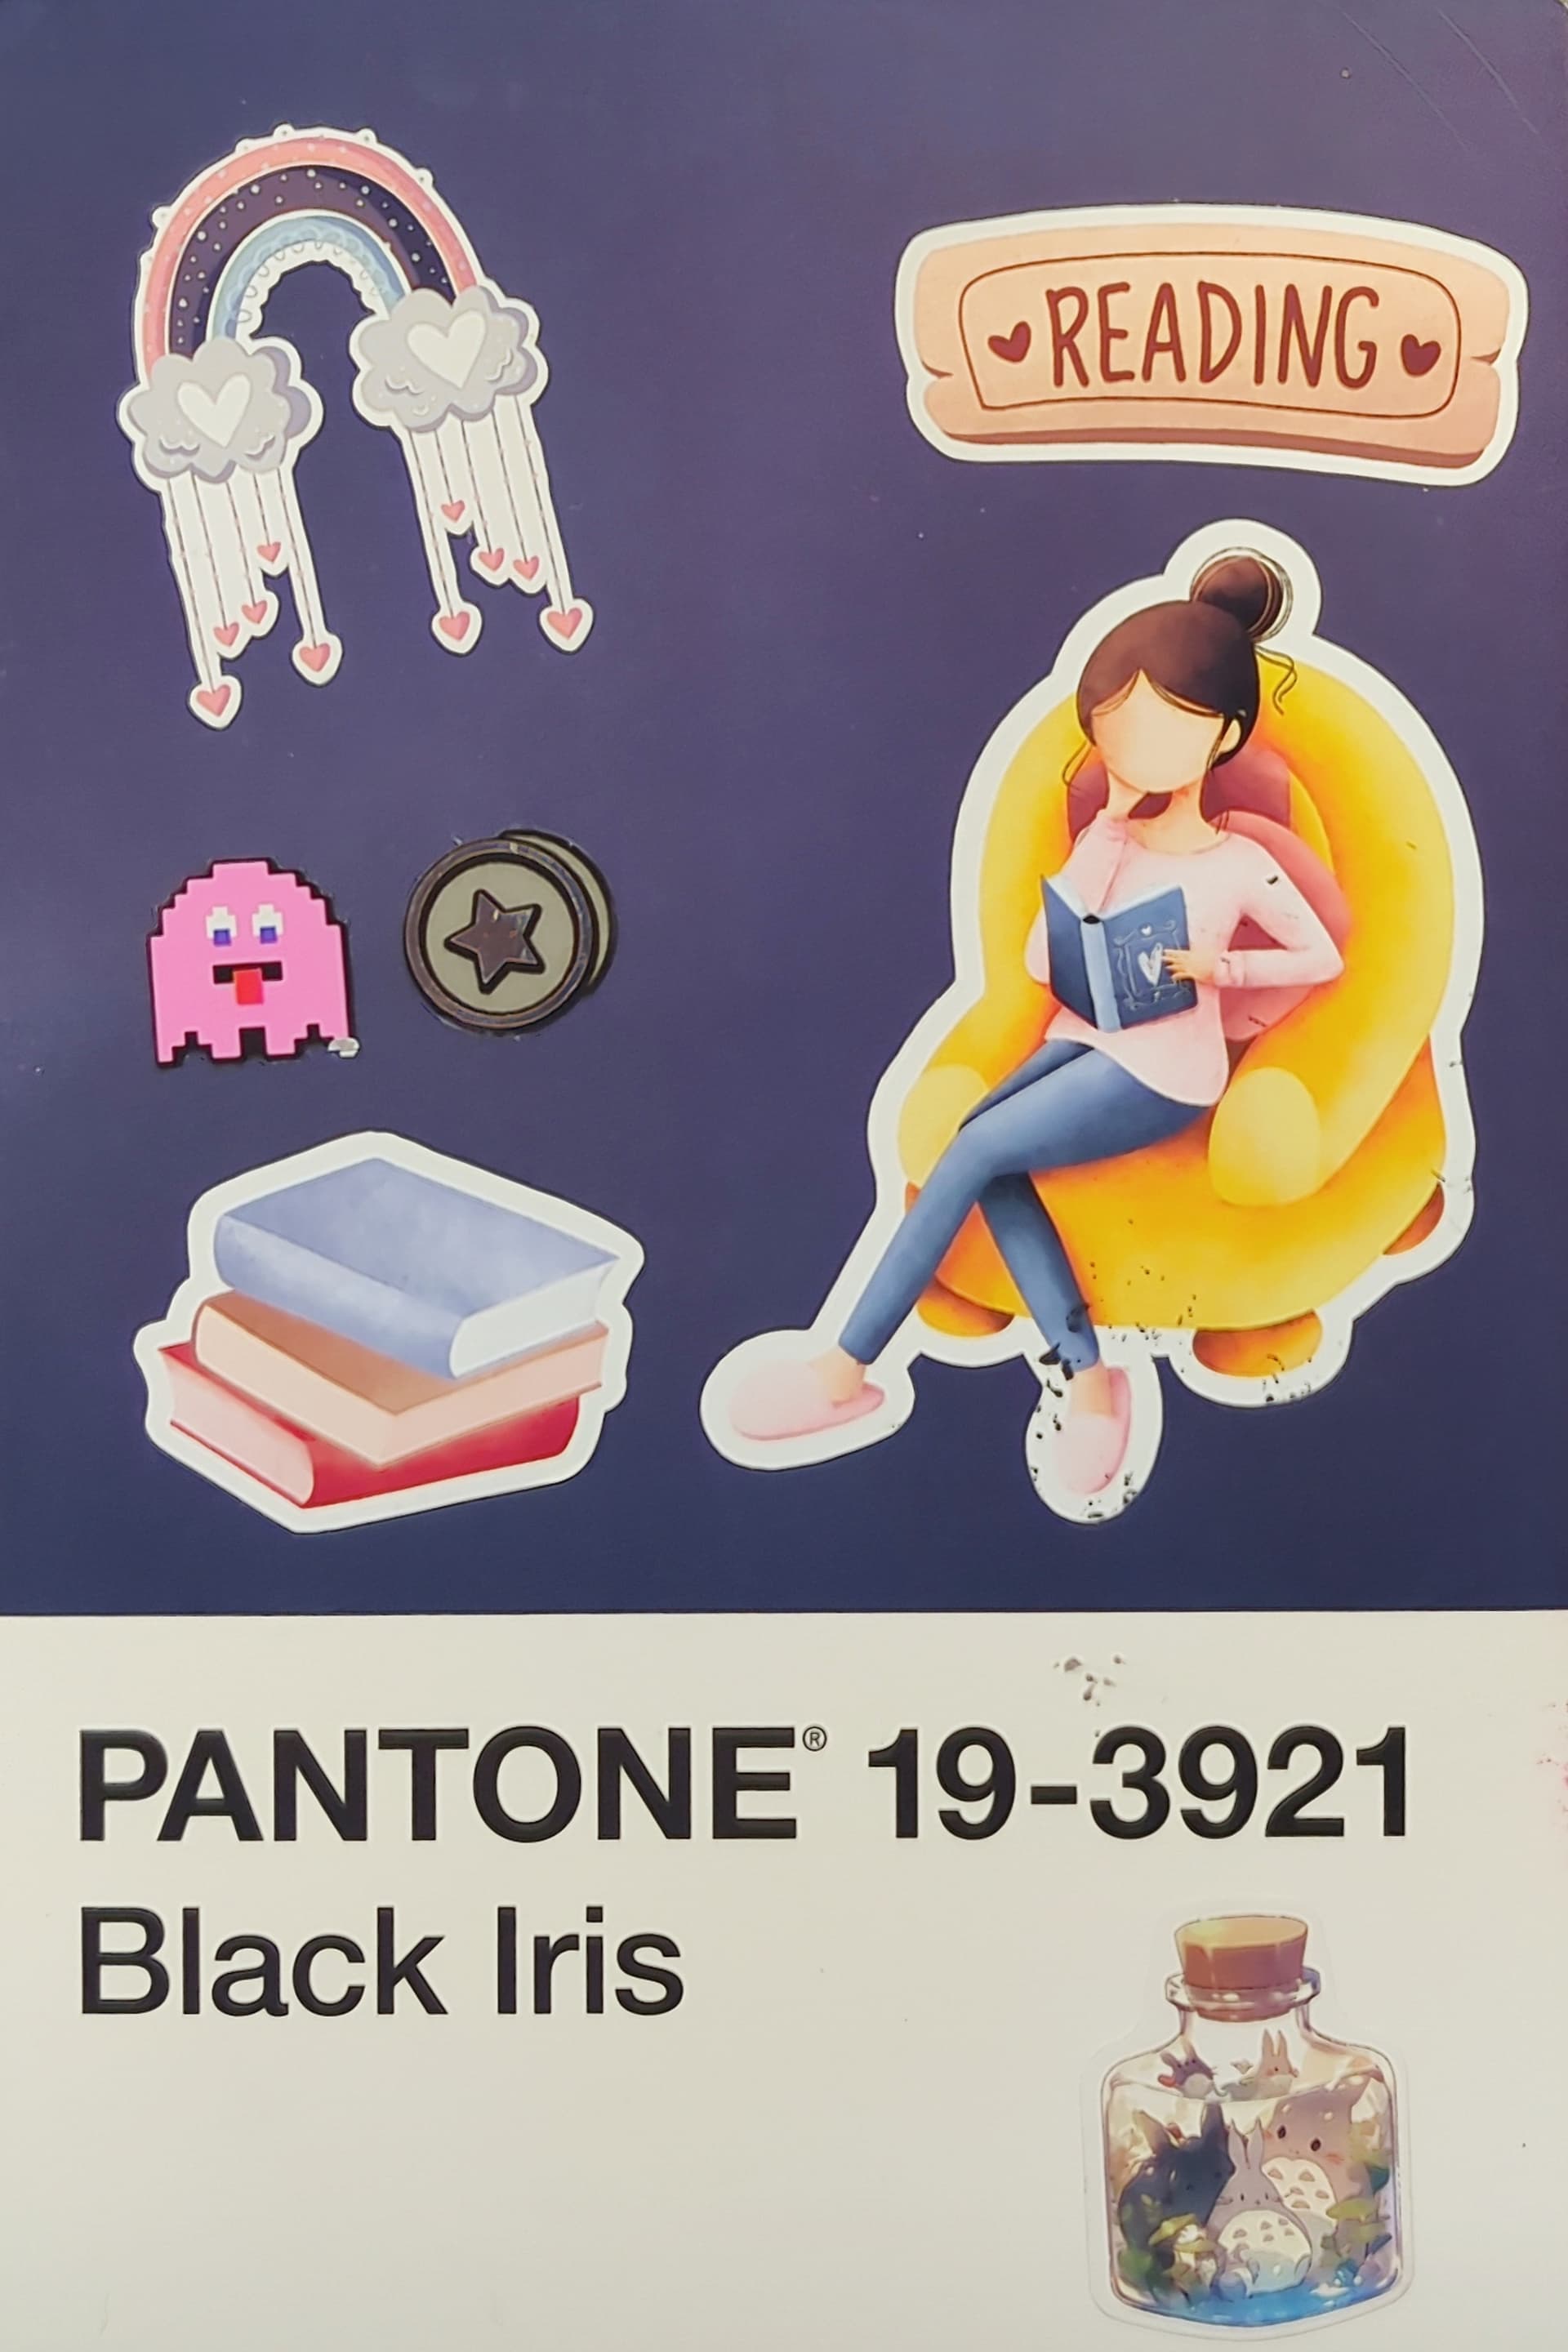 READING
PANTONE® 19-3921
Black Iris